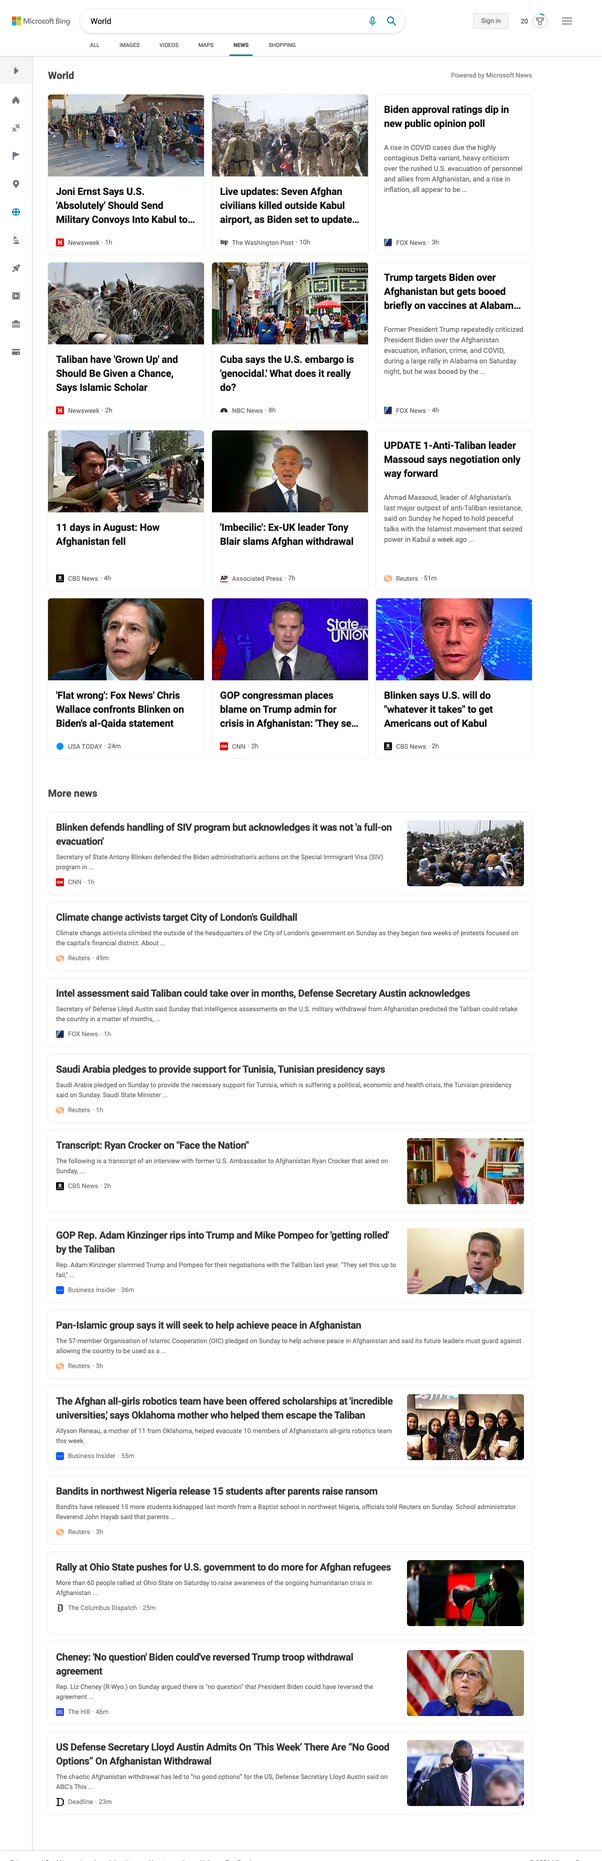 Microsoft Bing
World
Sign in
20
ALL
IMAGES
VIDEOS
MAPS
NEWS
SHOPPING
World
Powered by Microsoft News
Joni Ernst Says U.S.
'Absolutely' Should Send
Military Convoys Into Kabul to...
Newsweek · 1h
Live updates: Seven Afghan
civilians killed outside Kabul
airport, as Biden set to update...
wp
The Washington Post · 10h
Biden approval ratings dip in
new public opinion poll
A rise in COVID cases due the highly
contagious Delta variant, heavy criticism
over the rushed U.S. evacuation of personnel
and allies from Afghanistan, and a rise in
inflation, all appear to be ...
FOX News · 3h
Taliban have 'Grown Up' and
Should Be Given a Chance,
Says Islamic Scholar
Newsweek · 2h
Cuba says the U.S. embargo is
'genocidal.' What does it really
do?
NBC News · 8h
Trump targets Biden over
Afghanistan but gets booed
briefly on vaccines at Alabam...
Former President Trump repeatedly criticized
President Biden over the Afghanistan
evacuation, inflation, crime, and COVID,
during a large rally in Alabama on Saturday
night, but he was booed by the ...
FOX News · 4h
11 days in August: How
Afghanistan fell
CBS News · 4h
'Imbecilic': Ex-UK leader Tony
Blair slams Afghan withdrawal
AP
Associated Press · 7h
UPDATE 1-Anti-Taliban leader
Massoud says negotiation only
way forward
Ahmad Massoud, leader of Afghanistan's
last major outpost of anti-Taliban resistance,
said on Sunday he hoped to hold peaceful
talks with the Islamist movement that seized
power in Kabul a week ago ...
Reuters · 51m
'Flat wrong': Fox News' Chris
Wallace confronts Blinken on
Biden's al-Qaida statement
USA TODAY · 24m
State
UNION
GOP congressman places
blame on Trump admin for
crisis in Afghanistan: 'They se...
CNN · 2h
Blinken says U.S. will do
"whatever it takes" to get
Americans out of Kabul
CBS News · 2h
More news
Blinken defends handling of SIV program but acknowledges it was not 'a full-on
evacuation'
Secretary of State Antony Blinken defended the Biden administration's actions on the Special Immigrant Visa (SIV)
program in ...
CNN · 1h
Climate change activists target City of London's Guildhall
Climate change activists climbed the outside of the headquarters of the City of London's government on Sunday as they began two weeks of protests focused on
the capital's financial district. About ...
Reuters · 49m
Intel assessment said Taliban could take over in months, Defense Secretary Austin acknowledges
Secretary of Defense Lloyd Austin said Sunday that intelligence assessments on the U.S. military withdrawal from Afghanistan predicted the Taliban could retake
the country in a matter of months, ...
FOX News · 1h
Saudi Arabia pledges to provide support for Tunisia, Tunisian presidency says
Saudi Arabia pledged on Sunday to provide the necessary support for Tunisia, which is suffering a political, economic and health crisis, the Tunisian presidency
said on Sunday. Saudi State Minister ...
Reuters · 1h
Transcript: Ryan Crocker on "Face the Nation"
The following is a transcript of an interview with former U.S. Ambassador to Afghanistan Ryan Crocker that aired on
Sunday, ...
CBS News · 2h
GOP Rep. Adam Kinzinger rips into Trump and Mike Pompeo for 'getting rolled'
by the Taliban
Rep. Adam Kinzinger slammed Trump and Pompeo for their negotiations with the Taliban last year. "They set this up to
fail," ...
Business Insider · 36m
Pan-Islamic group says it will seek to help achieve peace in Afghanistan
The 57-member Organisation of Islamic Cooperation (OIC) pledged on Sunday to help achieve peace in Afghanistan and said its future leaders must guard against
allowing the country to be used as a ...
Reuters · 3h
The Afghan all-girls robotics team have been offered scholarships at 'incredible
universities,' says Oklahoma mother who helped them escape the Taliban
Allyson Reneau, a mother of 11 from Oklahoma, helped evacuate 10 members of Afghanistan's all-girls robotics team
this week.
Business Insider · 55m
Bandits in northwest Nigeria release 15 students after parents raise ransom
Bandits have released 15 more students kidnapped last month from a Baptist school in northwest Nigeria, officials told Reuters on Sunday. School administrator
Reverend John Hayab said that parents ...
Reuters · 3h
Rally at Ohio State pushes for U.S. government to do more for Afghan refugees
More than 60 people rallied at Ohio State on Saturday to raise awareness of the ongoing humanitarian crisis in
Afghanistan ...
The Columbus Dispatch · 25m
Cheney: 'No question' Biden could've reversed Trump troop withdrawal
agreement
Rep. Liz Cheney (R-Wyo.) on Sunday argued there is "no question" that President Biden could have reversed the
agreement ...
The Hill · 46m
US Defense Secretary Lloyd Austin Admits On 'This Week' There Are “No Good
Options” On Afghanistan Withdrawal
The chaotic Afghanistan withdrawal has led to "no good options" for the US, Defense Secretary Lloyd Austin said on
ABC's This ...
Deadline · 23m